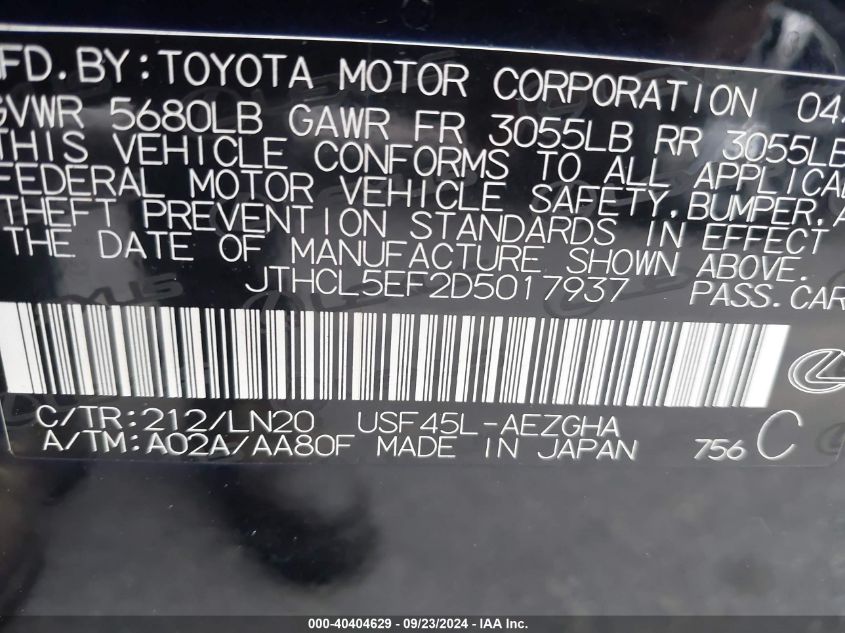 MFD.BY:TOYOTA MOTOR CORPORATION 04
GVWR 5680LB GAWR FR 3055LB RR 3055LB
THIS VEHICLE CONFORMS TO ALL APPLICA
FEDERAL MOTOR VEHICLE SAFETY,BUMPER,A
THEFT PREVENTION STANDARDS IN EFFECT
THE DATE OF MANUFACTURE SHOWN ABOVE.
JTHCL5EF2D5017937 PASS.CAR
C/TR:212/LN20 USF45L-AEZGHA
A/TM:A02A/AA80F MADE IN JAPAN 756 C
000-40404629 - 09/23/2024 - IAA Inc.